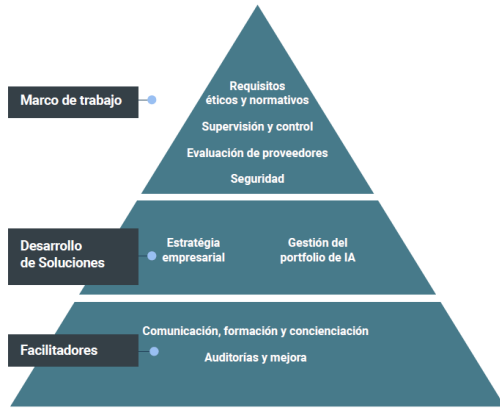 Marco de trabajo
Requisitos
éticos y normativos
Supervisión y control
Evaluación de proveedores
Seguridad
Desarrollo
de Soluciones
Estratégia
empresarial
Gestión del
portfolio de IA
Facilitadores
Comunicación, formación y concienciación
Auditorías y mejora